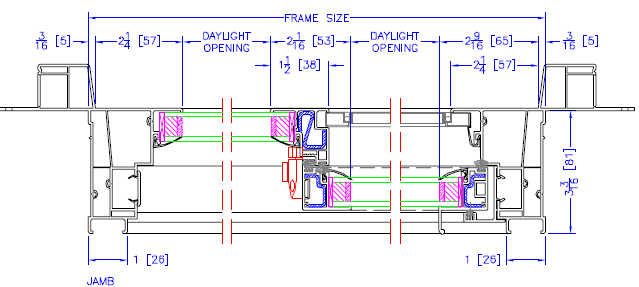 FRAME SIZE
3/16 [5]
2 1/4 [57]
DAYLIGHT
OPENING
2 1/16 [53]
DAYLIGHT
OPENING
2 9/16 [65]
3/16 [5]
1 1/2 [38]
2 1/4 [57]
3 3/16 [81]
1 [26]
1 [26]
JAMB